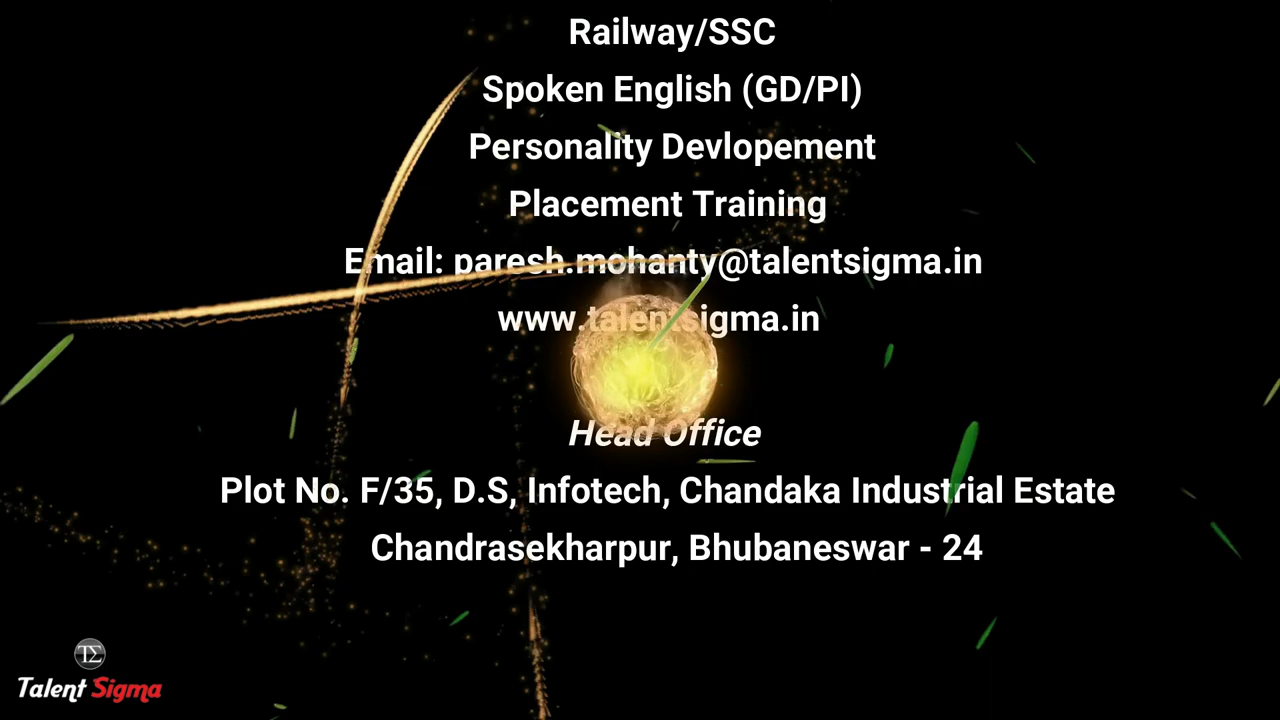 Railway/SSC
Spoken English (GD/PI)
Personality Devlopement
Placement Training
Email: paresh.mohanty@talentsigma.in
www.talentsigma.in
Head Office
Plot No. F/35, D.S, Infotech, Chandaka Industrial Estate
Chandrasekharpur, Bhubaneswar - 24
TΣ
Talent Sigma